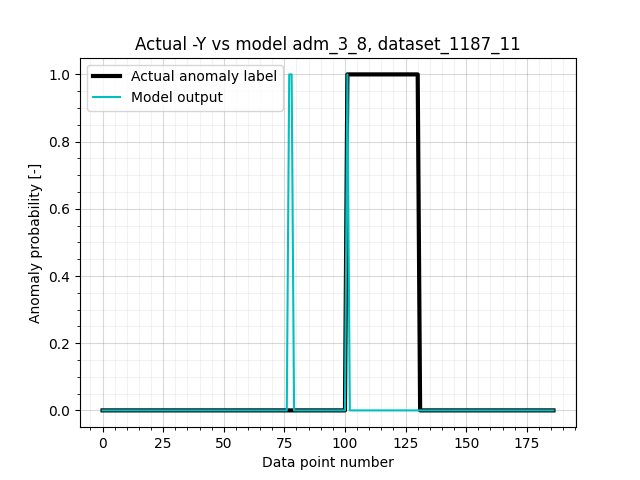 Actual -Y vs model adm_3_8, dataset_1187_11
Actual anomaly label
Model output
Anomaly probability [-]
1.0
0.8
0.6
0.4
0.2
0.0
0 25 50 75 100 125 150 175
Data point number